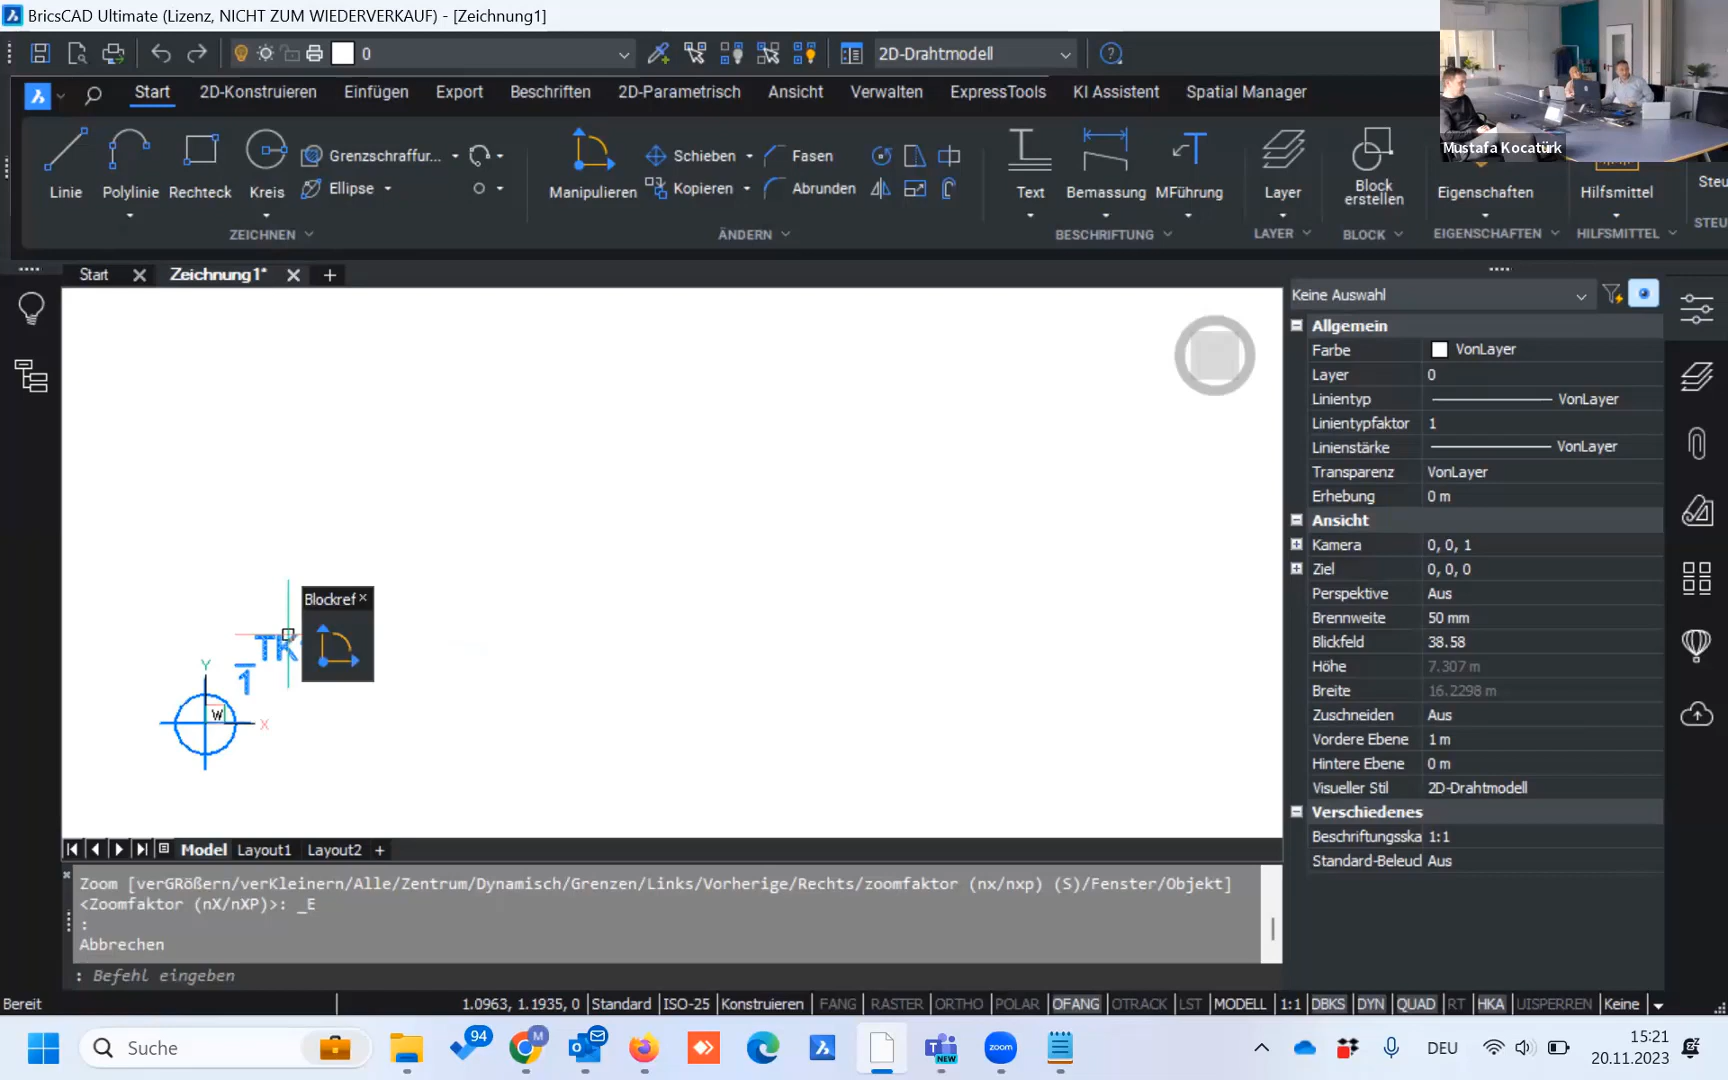 BricsCAD Ultimate (Lizenz, NICHT ZUM WIEDERVERKAUF) - [Zeichnung1]
0
2D-Drahtmodell
Start 2D-Konstruieren Einfügen Export Beschriften 2D-Parametrisch Ansicht Verwalten ExpressTools KI Assistent Spatial Manager
Mustafa Kocatürk
Linie Polylinie Rechteck Kreis
Grenzschraffur...
Ellipse
Manipulieren
Schieben
Kopieren
Fasen
Abrunden
Text Bemassung MFührung Layer
Block
erstellen
Eigenschaften Hilfsmittel Steu
ZEICHNEN ÄNDERN BESCHRIFTUNG LAYER BLOCK EIGENSCHAFTEN HILFSMITTEL STEU
Start Zeichnung1*
Keine Auswahl
Allgemein
Farbe VonLayer
Layer 0
Linientyp VonLayer
Linientypfaktor 1
Linienstärke VonLayer
Transparenz VonLayer
Erhebung 0 m
Ansicht
Kamera 0, 0, 1
Ziel 0, 0, 0
Perspektive Aus
Brennweite 50 mm
Blickfeld 38.58
Höhe 7.307 m
Breite 16.2298 m
Zuschneiden Aus
Vordere Ebene 1 m
Hintere Ebene 0 m
Visueller Stil 2D-Drahtmodell
Verschiedenes
Beschriftungsska 1:1
Standard-Beleucl Aus
Blockref
TK
1
Y
W
X
Model Layout1 Layout2 +
Zoom [verGRößern/verKleinern/Alle/Zentrum/Dynamisch/Grenzen/Links/Vorherige/Rechts/zoomfaktor (nx/nxp) (S)/Fenster/Objekt]
<Zoomfaktor (nX/nXP)>: _E
:
Abbrechen
: Befehl eingeben
Bereit 1.0963, 1.1935, 0 Standard ISO-25 Konstruieren FANG RASTER ORTHO POLAR OFANG OTRACK LST MODELL 1:1 DBKS DYN QUAD RT HKA UISPERREN Keine
Suche
94
M
NEW
zoom
DEU
15:21
20.11.2023